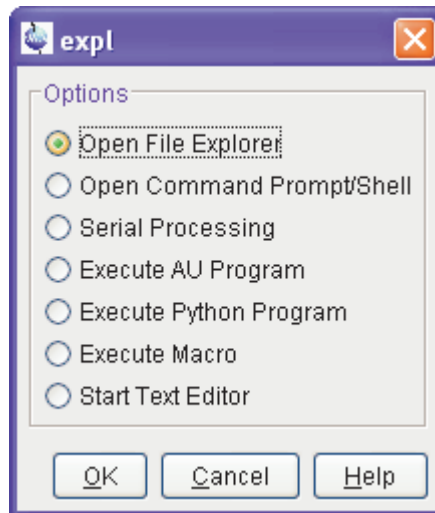 expl
Options
Open File Explorer
Open Command Prompt/Shell
Serial Processing
Execute AU Program
Execute Python Program
Execute Macro
Start Text Editor
OK Cancel Help